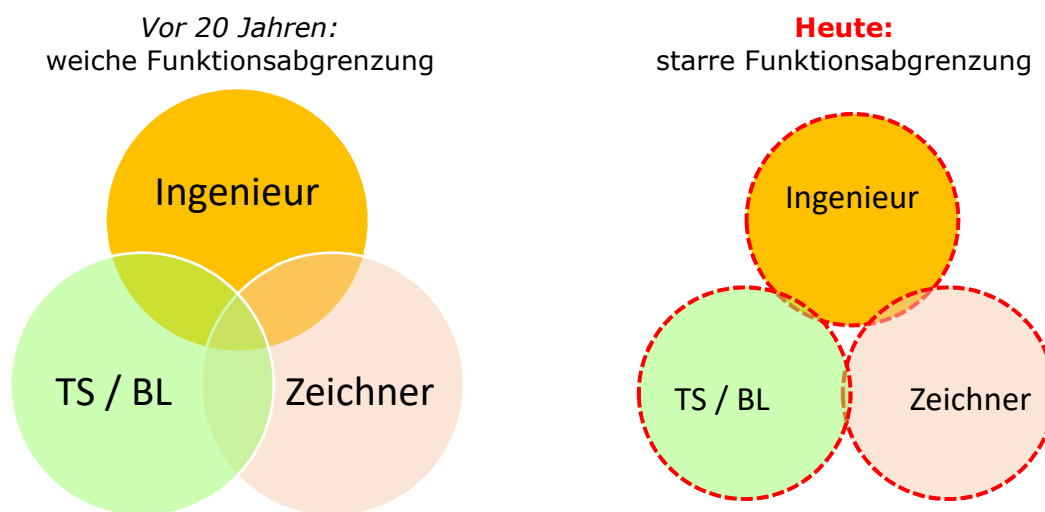 Vor 20 Jahren:
weiche Funktionsabgrenzung
Ingenieur
TS / BL
Zeichner
Heute:
starre Funktionsabgrenzung
Ingenieur
TS / BL
Zeichner